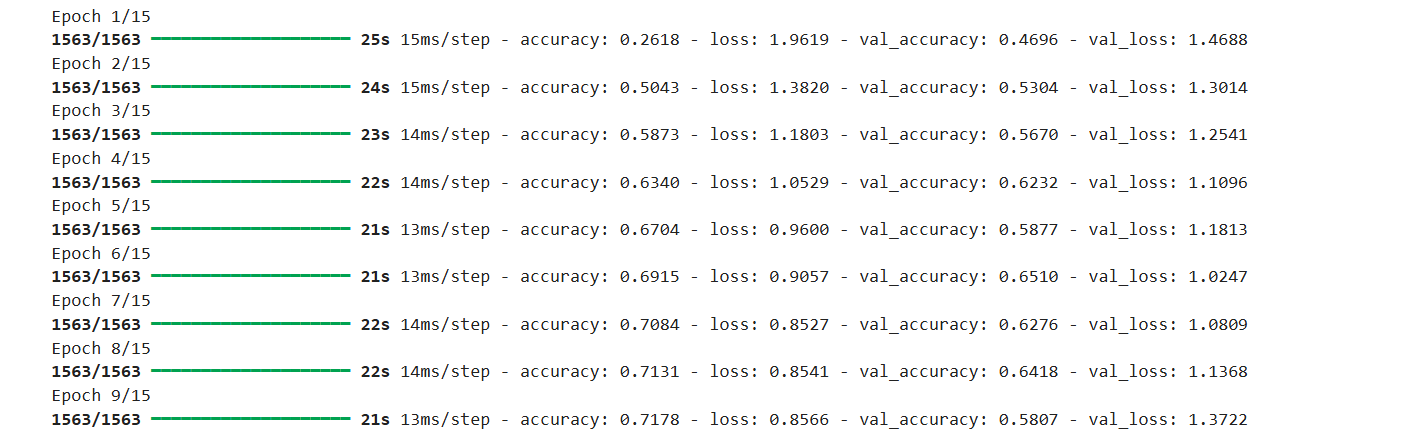 Epoch 1/15
1563/1563 ━━━━━━━━━━━━━━━━━━━━ 25s 15ms/step - accuracy: 0.2618 - loss: 1.9619 - val_accuracy: 0.4696 - val_loss: 1.4688
Epoch 2/15
1563/1563 ━━━━━━━━━━━━━━━━━━━━ 24s 15ms/step - accuracy: 0.5043 - loss: 1.3820 - val_accuracy: 0.5304 - val_loss: 1.3014
Epoch 3/15
1563/1563 ━━━━━━━━━━━━━━━━━━━━ 23s 14ms/step - accuracy: 0.5873 - loss: 1.1803 - val_accuracy: 0.5670 - val_loss: 1.2541
Epoch 4/15
1563/1563 ━━━━━━━━━━━━━━━━━━━━ 22s 14ms/step - accuracy: 0.6340 - loss: 1.0529 - val_accuracy: 0.6232 - val_loss: 1.1096
Epoch 5/15
1563/1563 ━━━━━━━━━━━━━━━━━━━━ 21s 13ms/step - accuracy: 0.6704 - loss: 0.9600 - val_accuracy: 0.5877 - val_loss: 1.1813
Epoch 6/15
1563/1563 ━━━━━━━━━━━━━━━━━━━━ 21s 13ms/step - accuracy: 0.6915 - loss: 0.9057 - val_accuracy: 0.6510 - val_loss: 1.0247
Epoch 7/15
1563/1563 ━━━━━━━━━━━━━━━━━━━━ 22s 14ms/step - accuracy: 0.7084 - loss: 0.8527 - val_accuracy: 0.6276 - val_loss: 1.0809
Epoch 8/15
1563/1563 ━━━━━━━━━━━━━━━━━━━━ 22s 14ms/step - accuracy: 0.7131 - loss: 0.8541 - val_accuracy: 0.6418 - val_loss: 1.1368
Epoch 9/15
1563/1563 ━━━━━━━━━━━━━━━━━━━━ 21s 13ms/step - accuracy: 0.7178 - loss: 0.8566 - val_accuracy: 0.5807 - val_loss: 1.3722